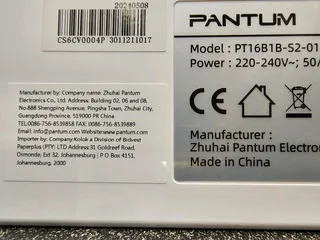 20240508
CS6CV0004P 3011211017
Manufacturer by: Company name: Zhuhai Pantum
Electronics Co., Ltd Address: Building 02, 06 and 08,
No.888 Shengping Avenue, Pingsha Town, Zhuhai City,
Guangdong Province, 519000 PR China
TEL:0086-756-8539858 Fax: 0086-756-8539889
Email:info@pantum.com Website:www.pantum.com
Importer by:Company:Kolok a Division of Bidvest
Paperplus (PTY) LTD Address:31 Goldreef Road,
Ormonde, Ext 32, Johannesburg | P O Box 4151,
Johannesburg, 2000
PANTUM
Model : PT16B1B-S2-01
Power : 220-240V~; 50/
Manufacturer :
Zhuhai Pantum Electron
Made in China